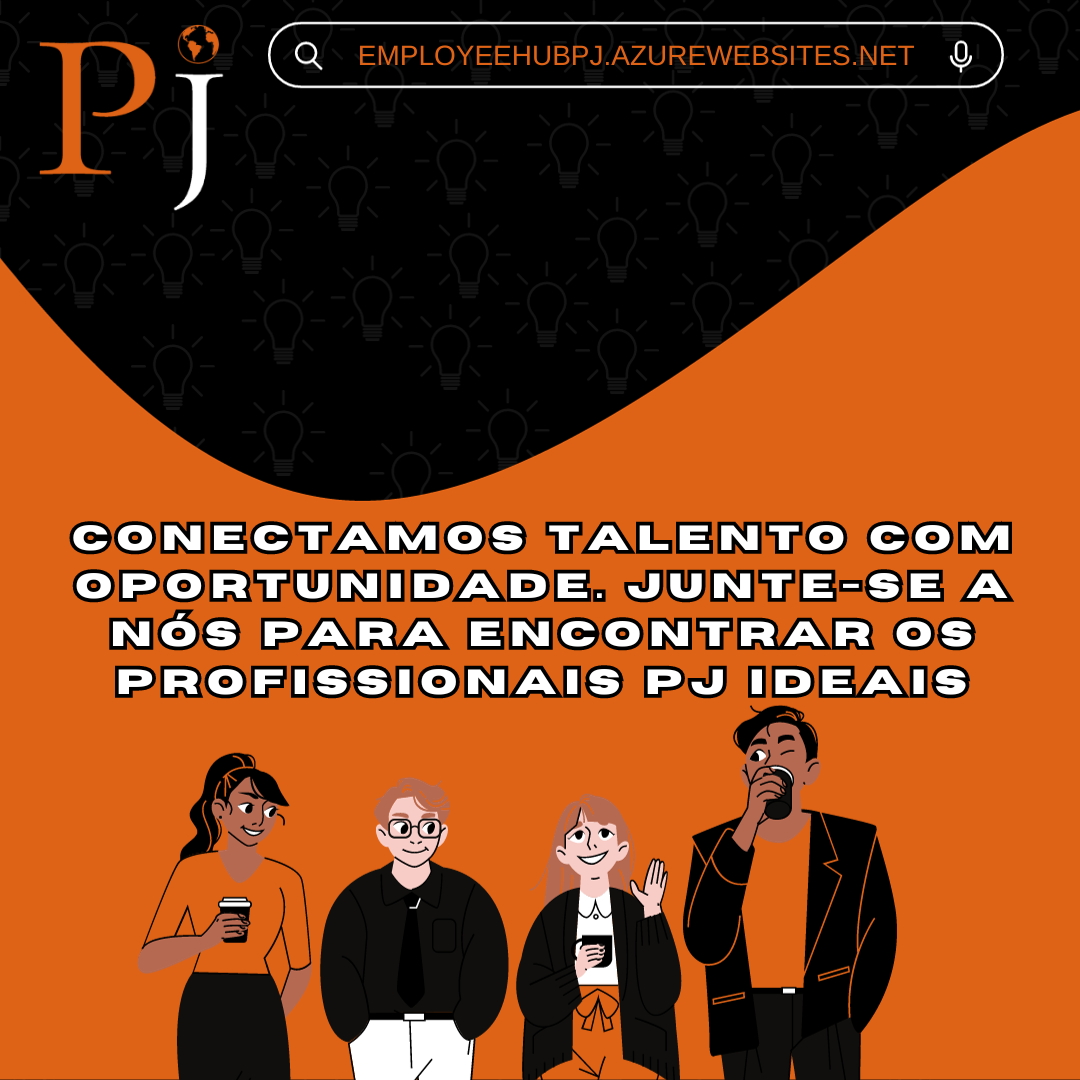 PJ
EMPLOYEEHUBPJ.AZUREWEBSITES.NET
CONECTAMOS TALENTO COM
OPORTUNIDADE. JUNTE-SE A
NÓS PARA ENCONTRAR OS
PROFISSIONAIS PJ IDEAIS